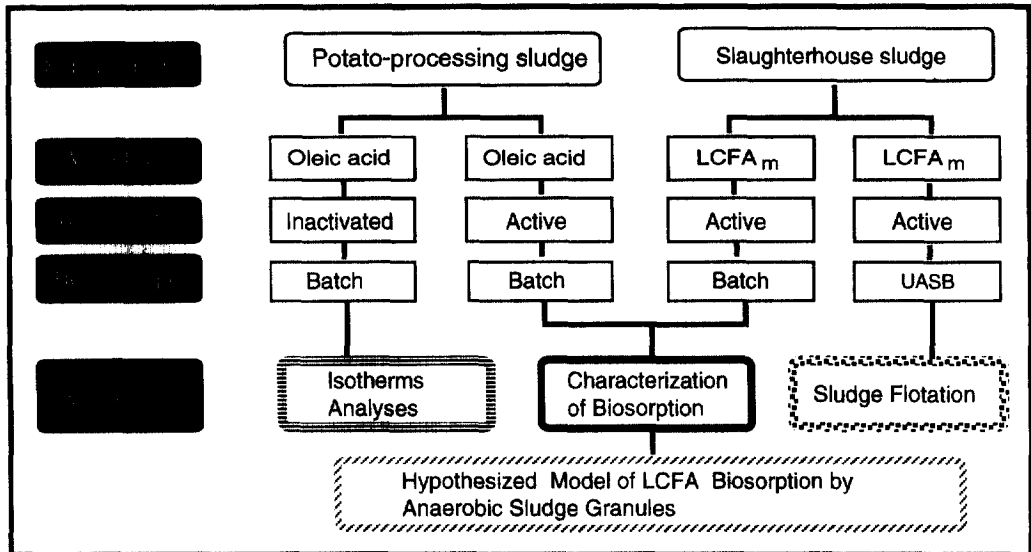 Potato-processing sludge
Slaughterhouse sludge
Oleic acid
Oleic acid
LCFA m
LCFA m
Inactivated
Active
Active
Active
Batch
Batch
Batch
UASB
Isotherms
Analyses
Characterization
of Biosorption
Sludge Flotation
Hypothesized Model of LCFA Biosorption by
Anaerobic Sludge Granules